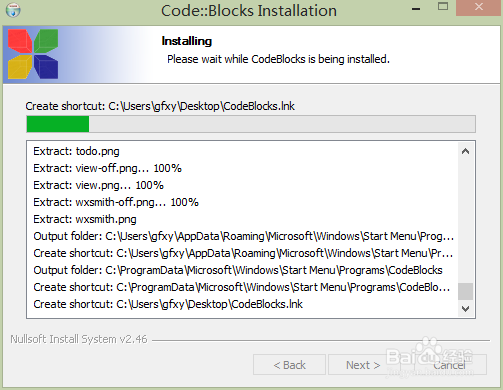 Code::Blocks Installation
Installing
Please wait while CodeBlocks is being installed.
Create shortcut: C:\Users\gfxy\Desktop\CodeBlocks.lnk
Extract: todo.png
Extract: view-off.png... 100%
Extract: view.png... 100%
Extract: wxsmith-off.png... 100%
Extract: wxsmith.png
Output folder: C:\Users\gfxy\AppData\Roaming\Microsoft\Windows\Start Menu\Prog...
Create shortcut: C:\Users\gfxy\AppData\Roaming\Microsoft\Windows\Start Menu\Pr...
Output folder: C:\ProgramData\Microsoft\Windows\Start Menu\Programs\CodeBlocks
Create shortcut: C:\ProgramData\Microsoft\Windows\Start Menu\Programs\CodeBlo...
Create shortcut: C:\Users\gfxy\Desktop\CodeBlocks.lnk
Nullsoft Install System v2.46
Baidu 经验
< Back Next > Cancel